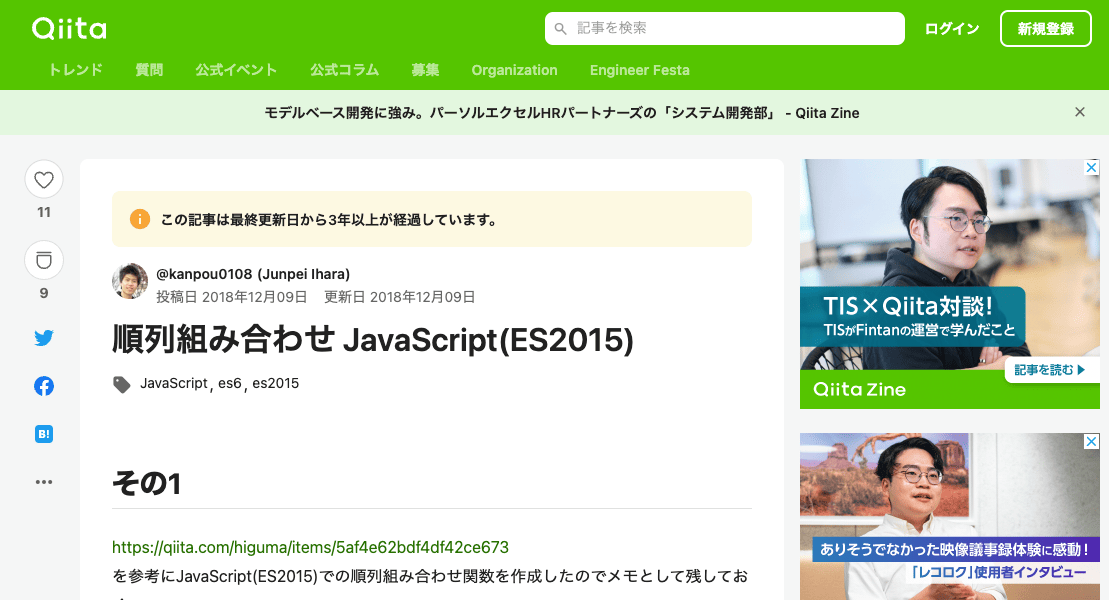 Qiita
記事を検索
ログイン
新規登録
トレンド 質問 公式イベント 公式コラム 募集 Organization Engineer Festa
モデルベース開発に強み。パーソルエクセルHRパートナーズの「システム開発部」 - Qiita Zine
11
9
B!
この記事は最終更新日から3年以上が経過しています。
@kanpou0108 (Junpei Ihara)
投稿日 2018年12月09日 更新日 2018年12月09日
順列組み合わせ JavaScript(ES2015)
JavaScript, es6, es2015
その1
https://qiita.com/higuma/items/5af4e62bdf4df42ce673
を参考にJavaScript(ES2015)での順列組み合わせ関数を作成したのでメモとして残してお
TIS×Qiita対談!
TISがFintanの運営で学んだこと
記事を読む
Qiita Zine
ありそうでなかった映像議事録体験に感動!
「レコロク」使用者インタビュー